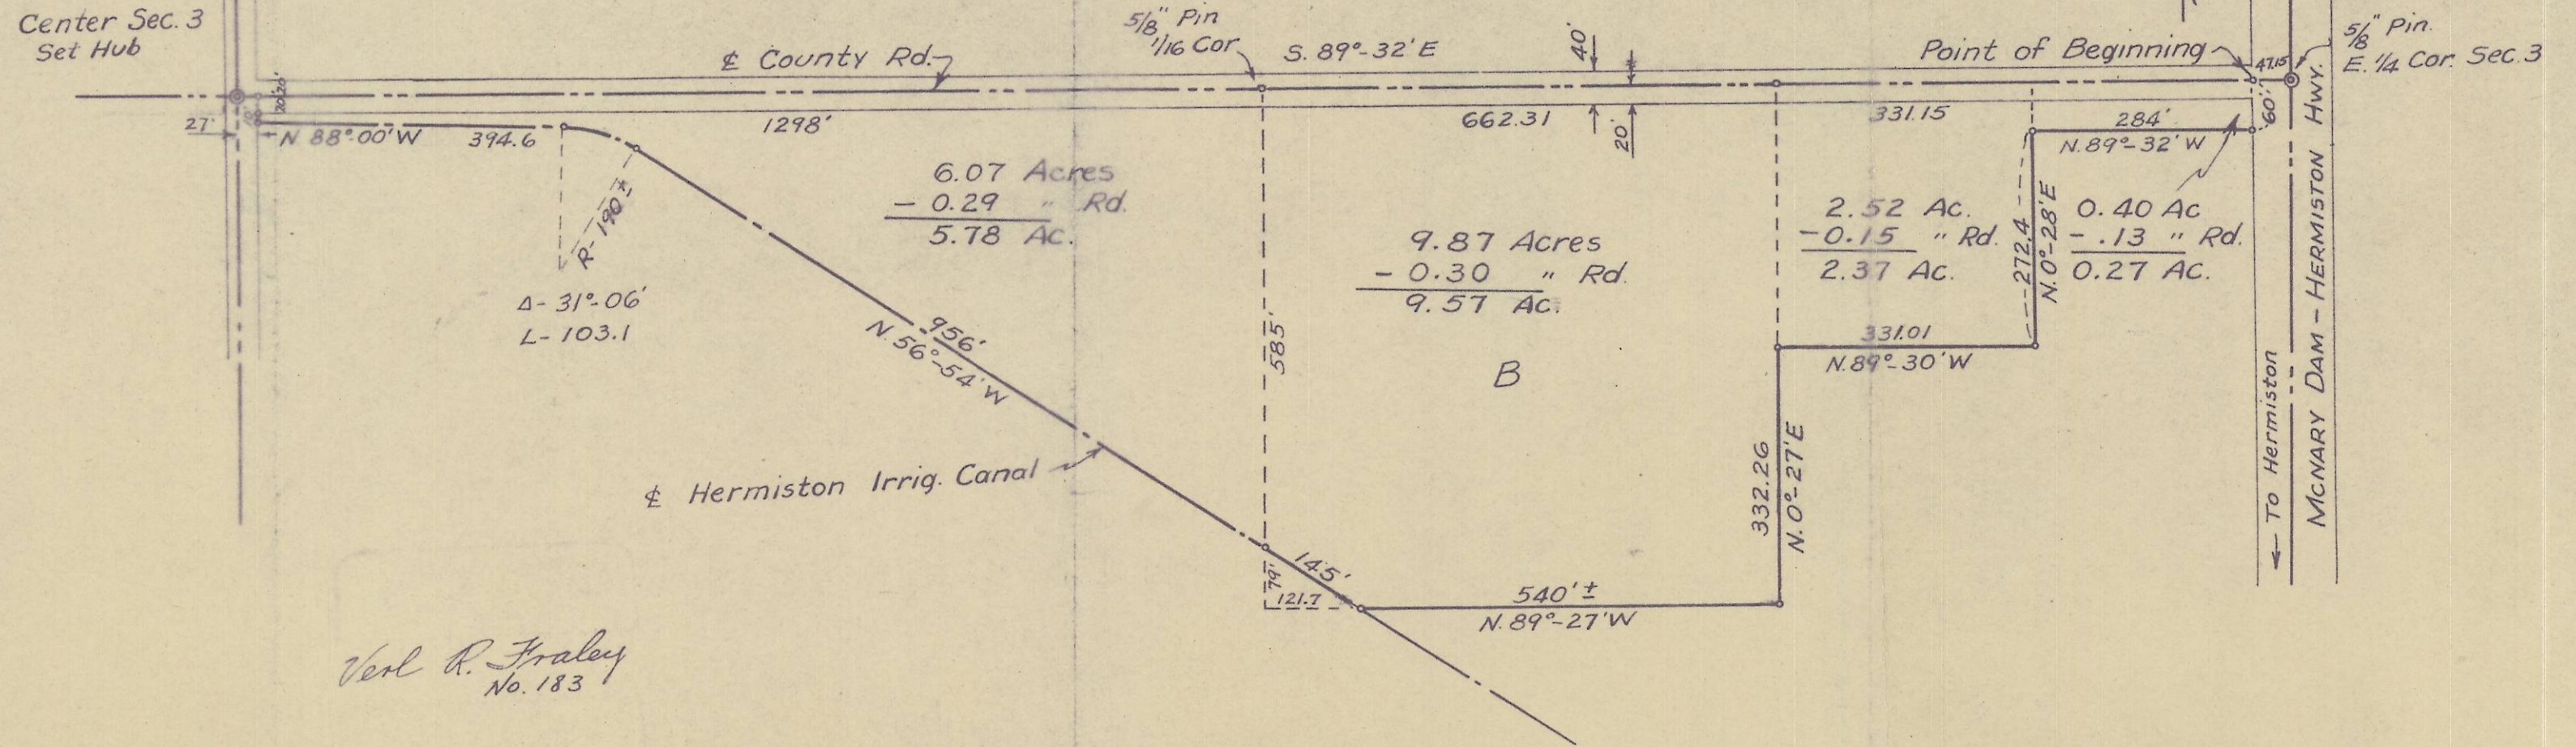 Center Sec. 3
Set Hub
℄ County Rd.
5/8" Pin
1/16 Cor.
S. 89°-32' E
40'
Point of Beginning
47.15
5/8" Pin.
E. 1/4 Cor. Sec. 3
27'
20'20'
N. 88°-00' W
394.6
1298'
662.31
20'
331.15
284'
N. 89°-32' W
60'
R-190±
Δ- 31°-06'
L- 103.1
6.07 Acres
- 0.29 " Rd.
5.78 Ac.
9.87 Acres
- 0.30 " Rd.
9.57 Ac.
2.52 Ac.
-0.15 " Rd.
2.37 Ac.
272.4
N. 0°-28' E
0.40 Ac
- .13 " Rd.
0.27 Ac.
956'
N. 56°-54' W
585'
B
331.01
N. 89°-30' W
332.26
N. 0°-27' E
℄ Hermiston Irrig. Canal
145'
79'
121.7
540' ±
N. 89°-27' W
← To Hermiston
McNary Dam - Hermiston Hwy.
Verl R. Fraley
No. 183